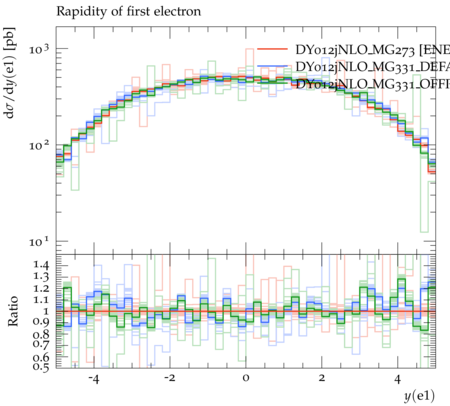 Rapidity of first electron
dσ/dy(e1) [pb]
10³
DY012jNLO_MG273 [ENE
DY012jNLO_MG331_DEFA
DY012jNLO_MG331_OFFF
10²
10¹
Ratio
1.4
1.3
1.2
1.1
1
0.9
0.8
0.7
0.6
0.5
-4
-2
0
2
4
y(e1)